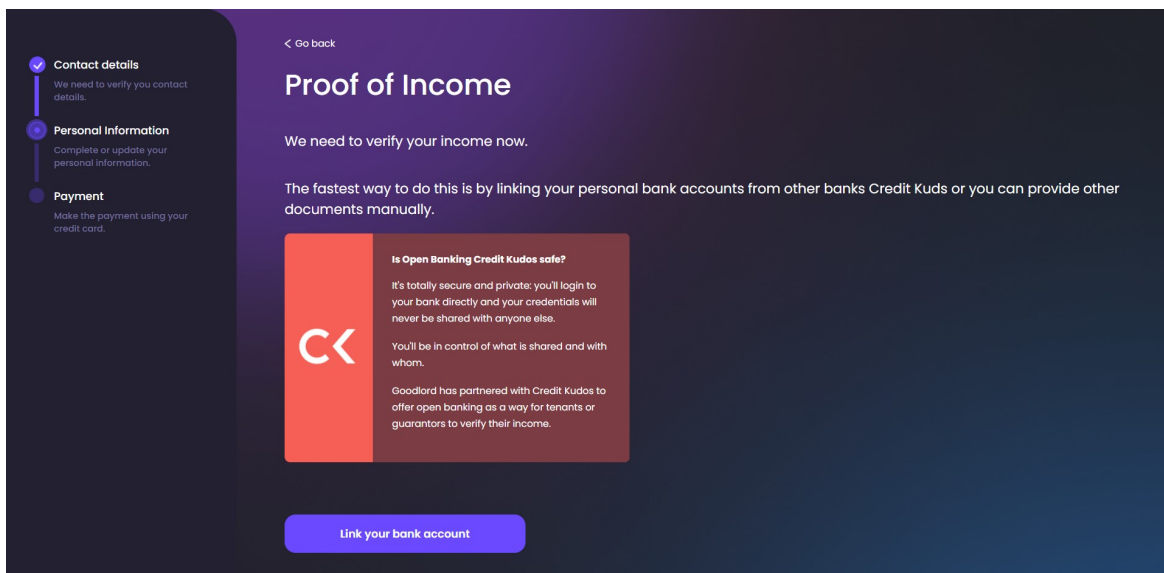 Contact details
We need to verify you contact
details.
Personal Information
Complete or update your
personal information.
Payment
Make the payment using your
credit card.
< Go back
Proof of Income
We need to verify your income now.
The fastest way to do this is by linking your personal bank accounts from other banks Credit Kuds or you can provide other
documents manually.
CK
Is Open Banking Credit Kudos safe?
It's totally secure and private: you'll login to
your bank directly and your credentials will
never be shared with anyone else.
You'll be in control of what is shared and with
whom.
Goodlord has partnered with Credit Kudos to
offer open banking as a way for tenants or
guarantors to verify their income.
Link your bank account